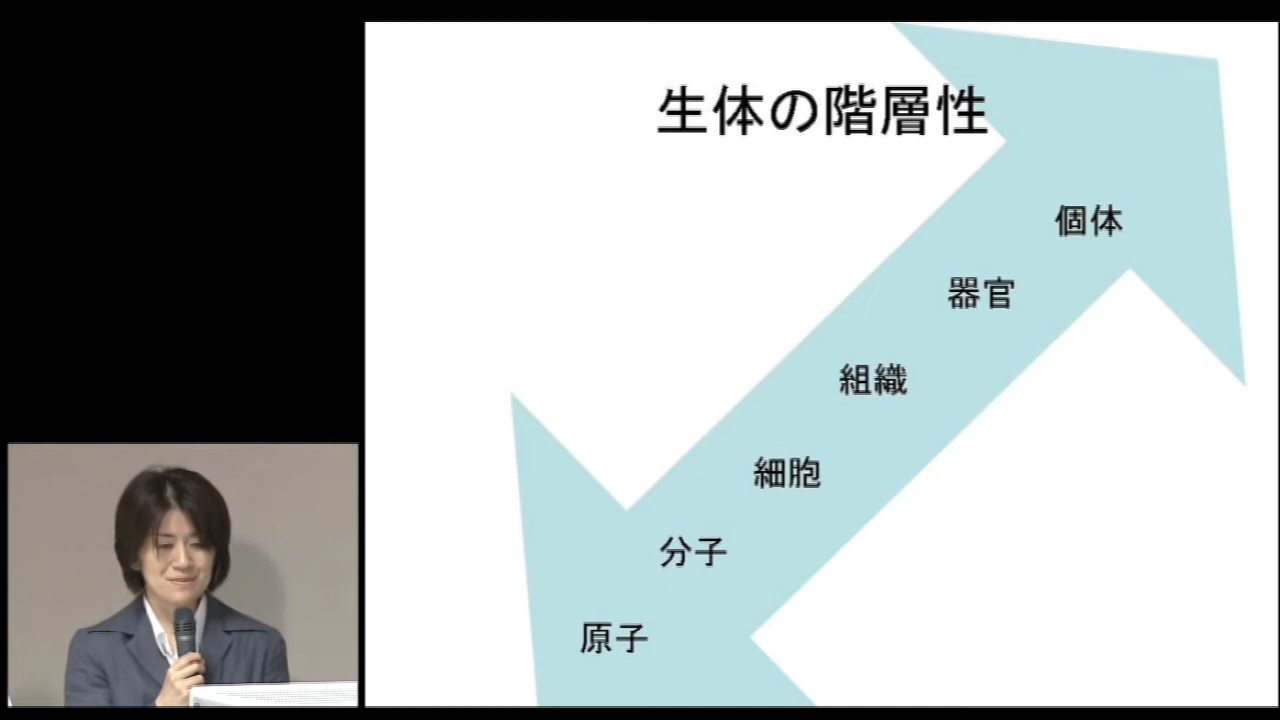 生体の階層性
個体
器官
組織
細胞
分子
原子